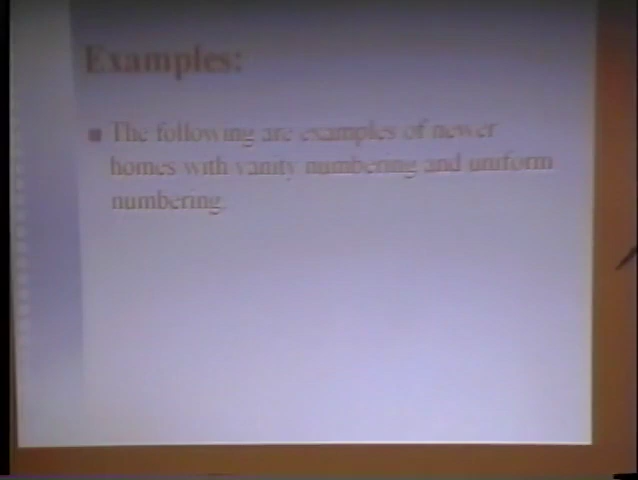 Examples:
The following are examples of newer
homes with vanity numbering and uniform
numbering.